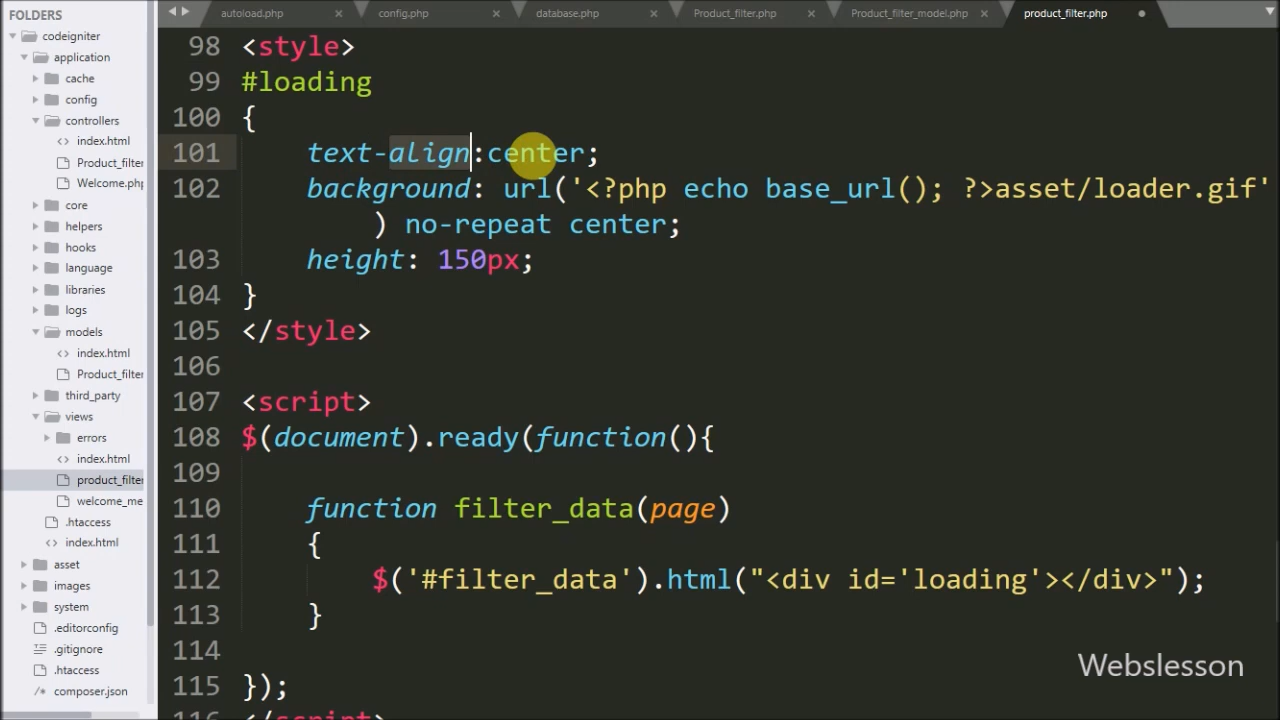 FOLDERS
codeigniter
application
cache
config
controllers
index.html
Product_filter
Welcome.php
core
helpers
hooks
language
libraries
logs
models
index.html
Product_filter
third_party
views
errors
index.html
product_filter
welcome_me
.htaccess
index.html
asset
images
system
.editorconfig
.gitignore
.htaccess
composer.json
autoload.php × config.php × database.php × Product_filter.php × Product_filter_model.php × product_filter.php
98 <style>
99 #loading
100 {
101 text-align:center;
102 background: url('<?php echo base_url(); ?>asset/loader.gif'
) no-repeat center;
103 height: 150px;
104 }
105 </style>
106
107 <script>
108 $(document).ready(function(){
109
110 function filter_data(page)
111 {
112 $('#filter_data').html("<div id='loading'></div>");
113 }
114
115 });
116 </script>
Webslesson